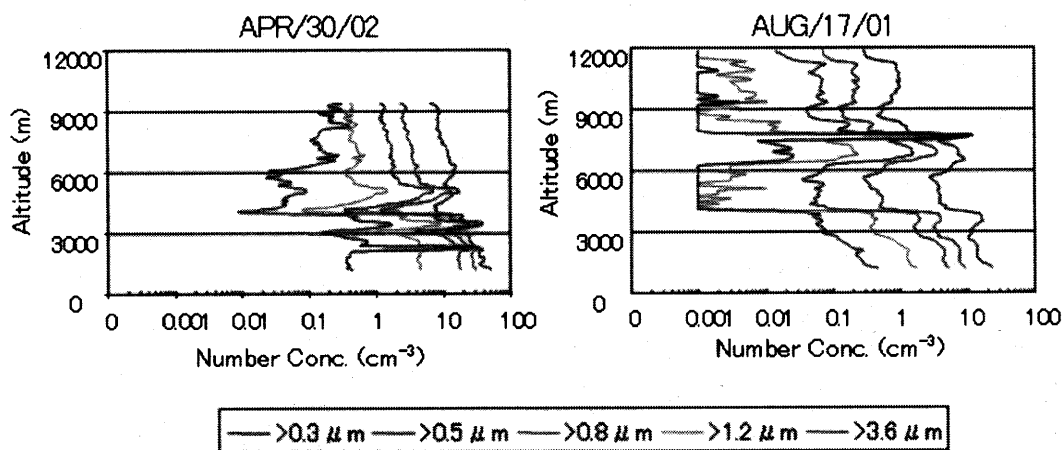 APR/30/02
AUG/17/01
Altitude (m)
12000
9000
6000
3000
0
0 0.001 0.01 0.1 1 10 100
Number Conc. (cm⁻³)
Altitude (m)
12000
9000
6000
3000
0
0 0.001 0.01 0.1 1 10 100
Number Conc. (cm⁻³)
>0.3 μm >0.5 μm >0.8 μm >1.2 μm >3.6 μm